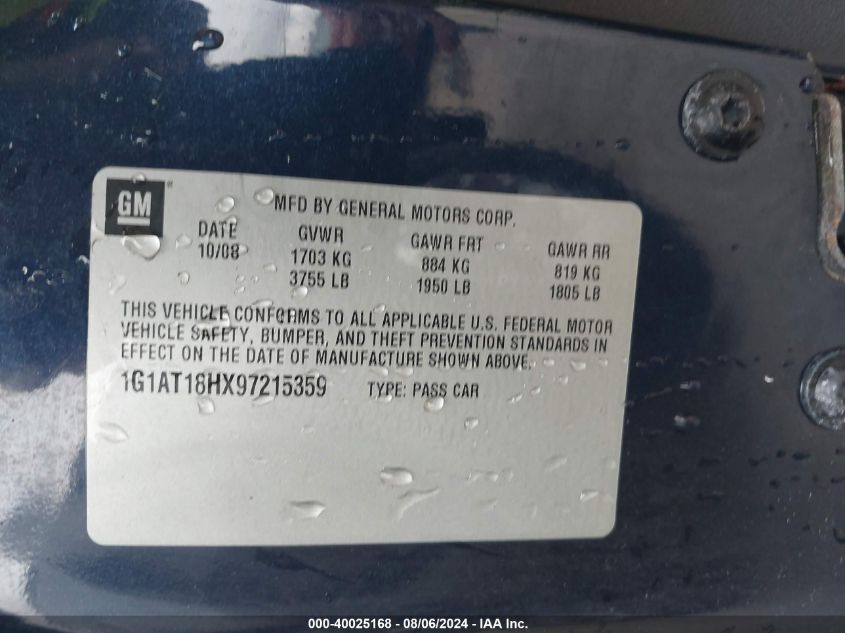 GM®
MFD BY GENERAL MOTORS CORP.
DATE GVWR GAWR FRT GAWR RR
10/08 1703 KG 884 KG 819 KG
3755 LB 1950 LB 1805 LB
THIS VEHICLE CONFORMS TO ALL APPLICABLE U.S. FEDERAL MOTOR
VEHICLE SAFETY, BUMPER, AND THEFT PREVENTION STANDARDS IN
EFFECT ON THE DATE OF MANUFACTURE SHOWN ABOVE.
1G1AT18HX97215359 TYPE: PASS CAR
000-40025168 - 08/06/2024 - IAA Inc.